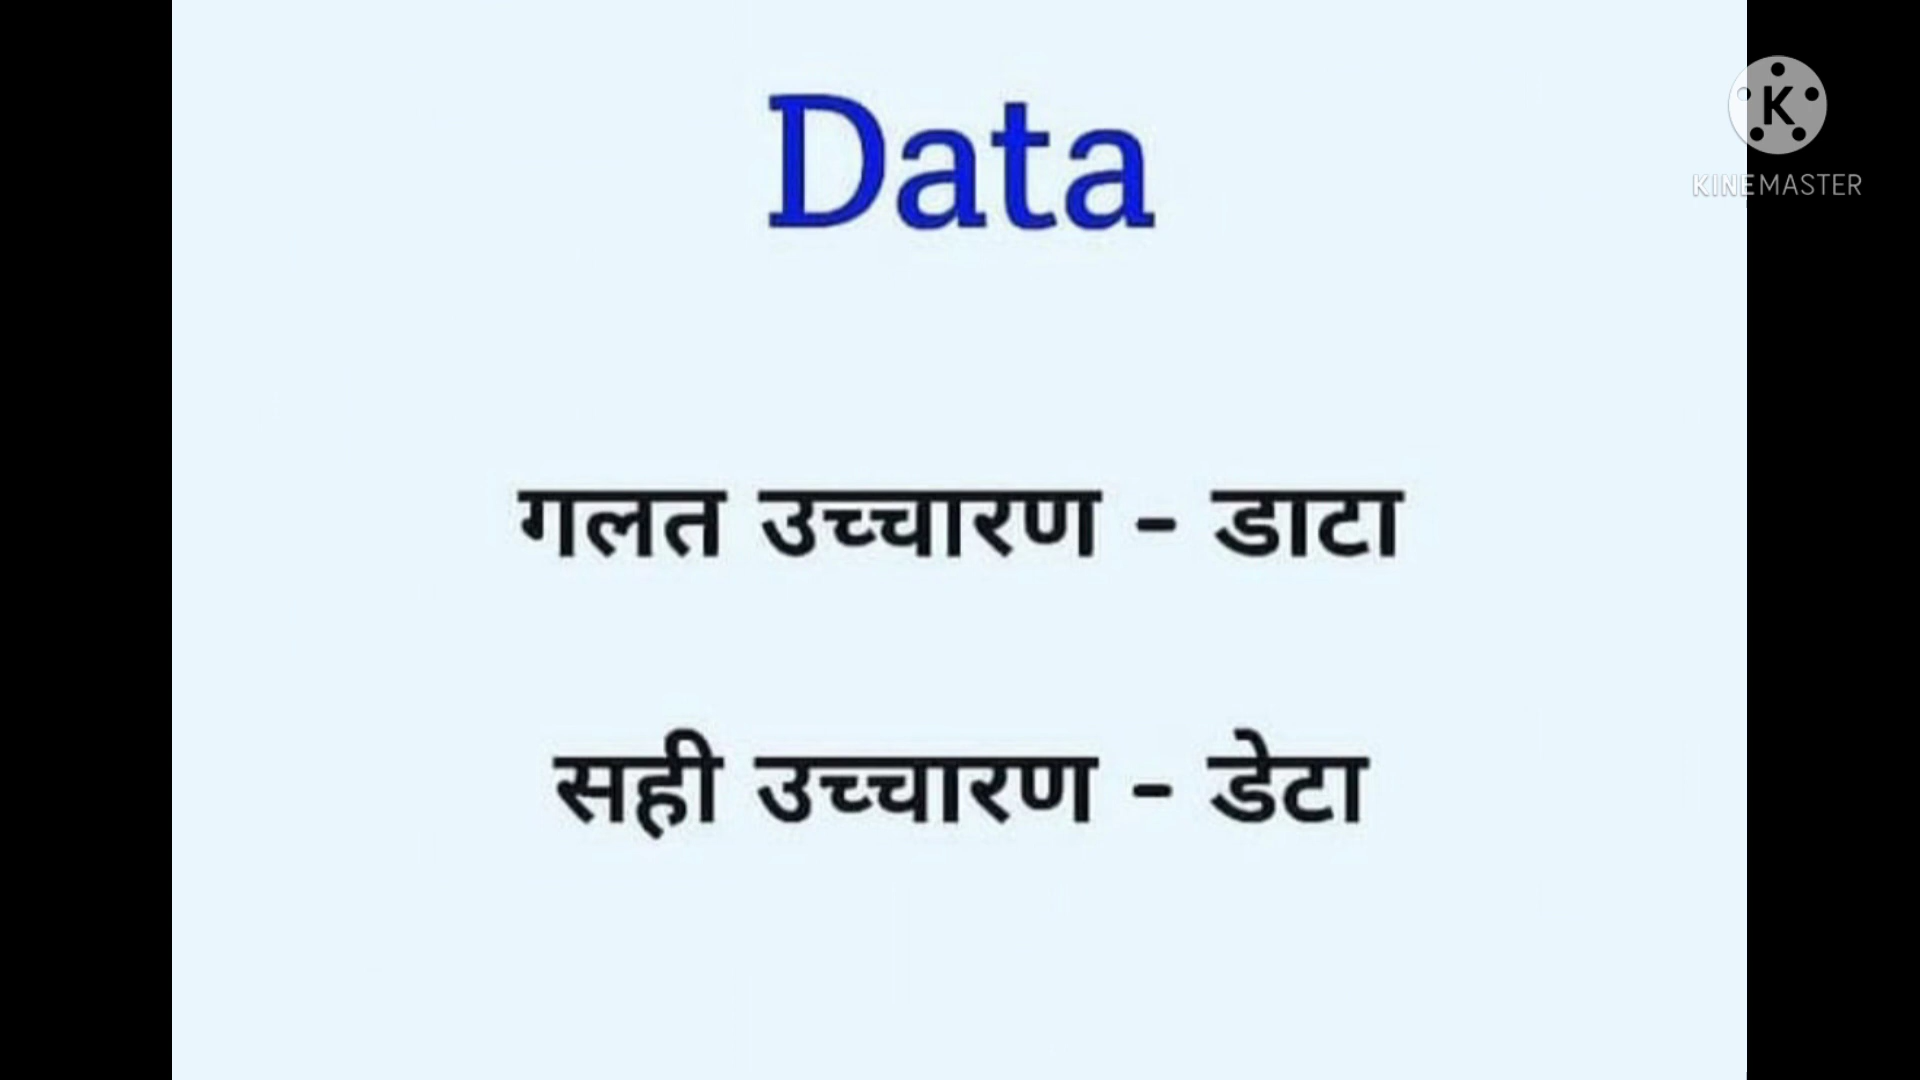 Data
KINEMASTER
गलत उच्चारण - डाटा
सही उच्चारण - डेटा